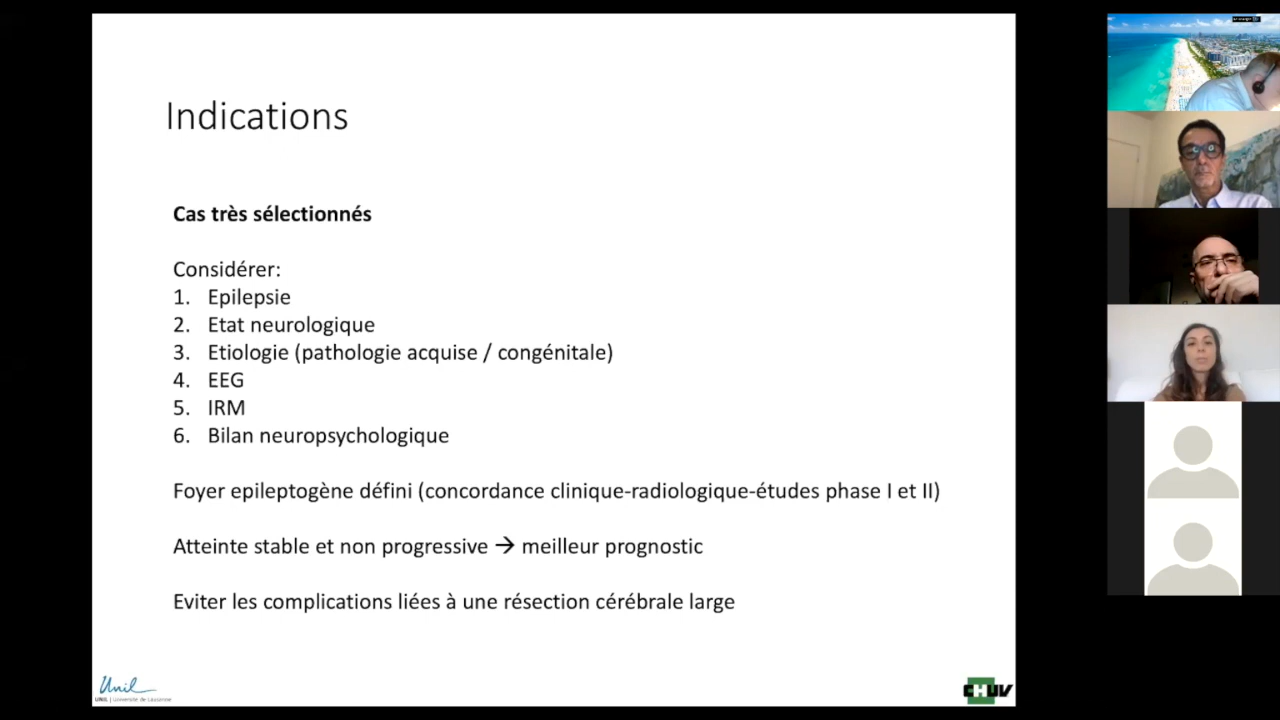 Indications
Cas très sélectionnés
Considérer:
1. Epilepsie
2. Etat neurologique
3. Etiologie (pathologie acquise / congénitale)
4. EEG
5. IRM
6. Bilan neuropsychologique
Foyer epileptogène défini (concordance clinique-radiologique-études phase I et II)
Atteinte stable et non progressive → meilleur prognostic
Eviter les complications liées à une résection cérébrale large
Unil
UNIL | Université de Lausanne
CHUV